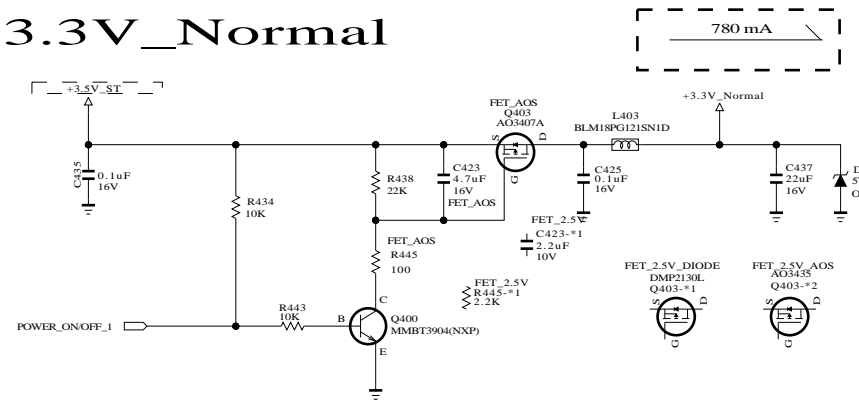 3.3V_Normal
780 mA
+3.5V_ST
FET_AOS
Q403
AO3407A
L403
BLM18PG121SN1D
+3.3V_Normal
S
D
G
C435
0.1uF
16V
R434
10K
R438
22K
C423
4.7uF
16V
FET_AOS
C425
0.1uF
16V
C437
22uF
16V
D
5V
FET_2.5V
C423-*1
2.2uF
10V
FET_AOS
R445
100
FET_2.5V
R445-*1
2.2K
FET_2.5V_DIODE
DMP2130L
Q403-*1
S
D
G
FET_2.5V_AOS
AO3435
Q403-*2
S
D
G
POWER_ON/OFF_1
R443
10K
B
C
E
Q400
MMBT3904(NXP)